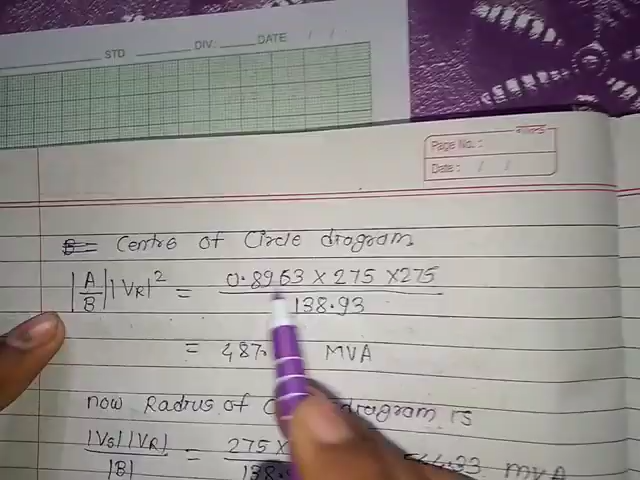 STD DIV: DATE / /
Page No.:
Date: / /
Centre of Circle diagram
|A/B| |VR|² = 0.8963 × 275 × 275 / 138.93
= 487. MVA
now Radius of diagram is
|Vs| |VR| / |B| = 275 × / 138. MVA